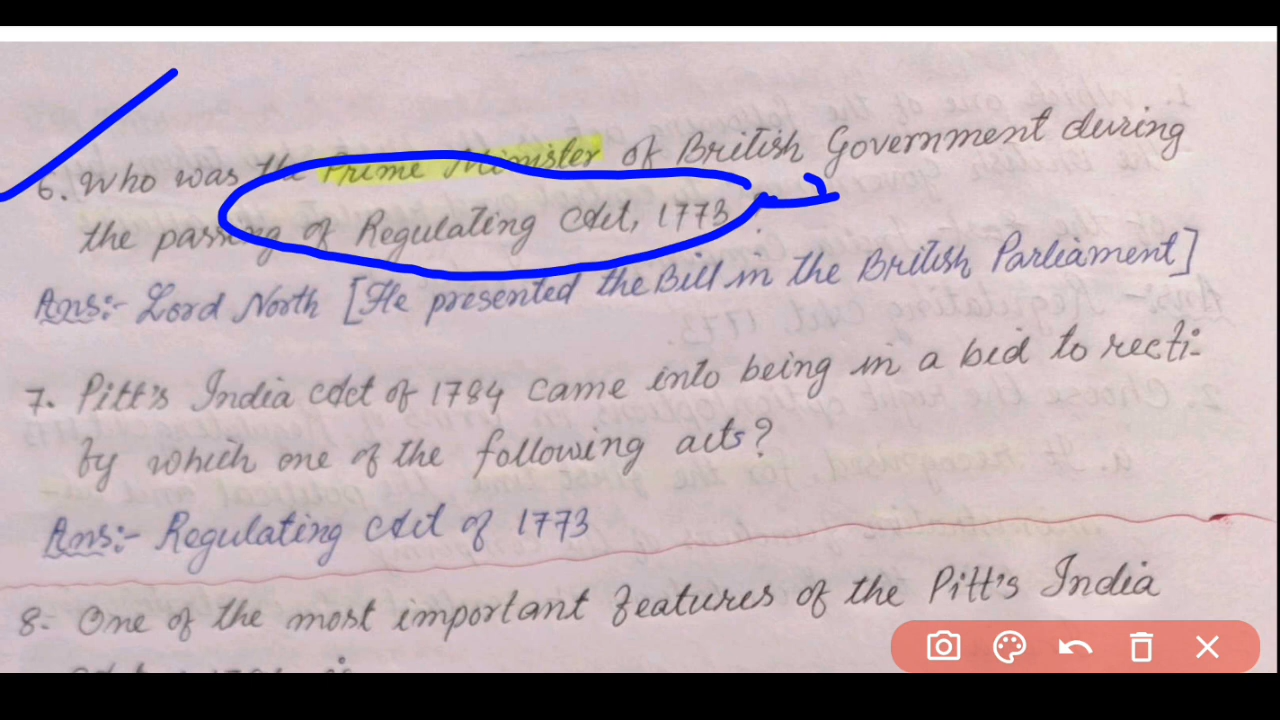 6. Who was the Prime Minister of British Government during
the passing of Regulating Act, 1773 ?
Ans:- Lord North [He presented the Bill in the British Parliament]
7. Pitt's India Act of 1784 came into being in a bid to recti-
fy which one of the following acts?
Ans:- Regulating Act of 1773
8- One of the most important features of the Pitt's India